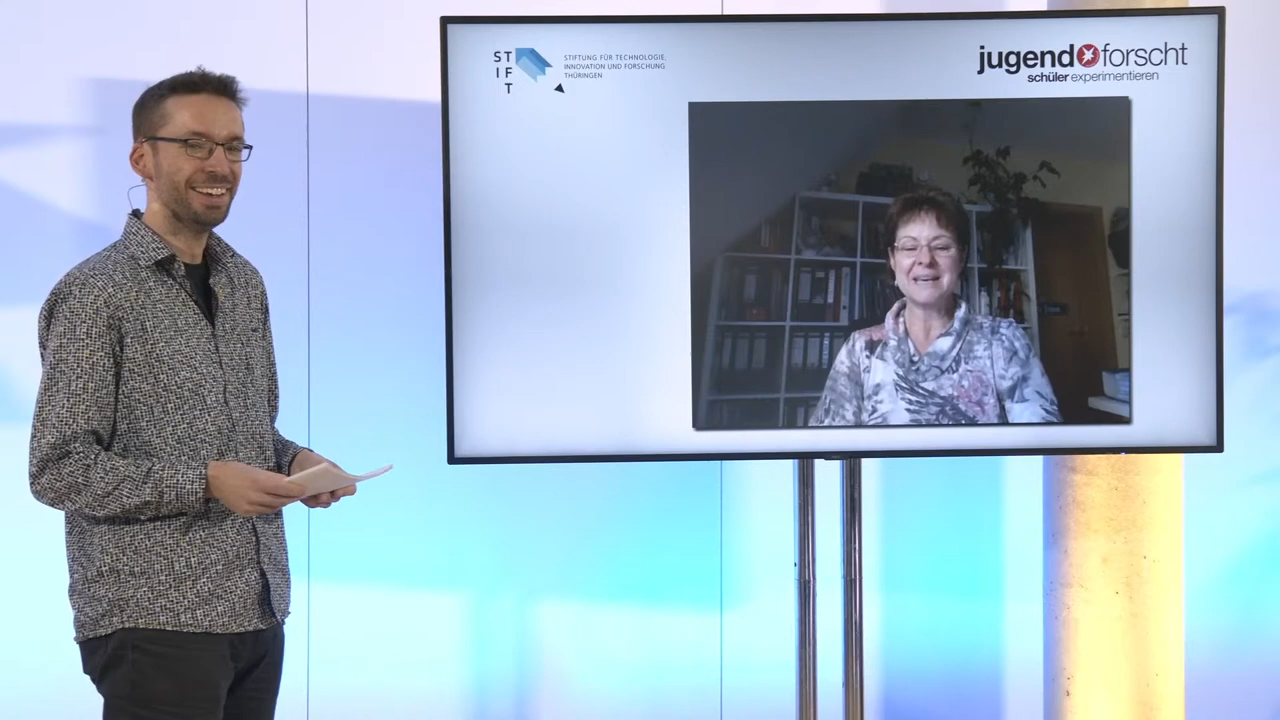 ST
IF
T
STIFTUNG FÜR TECHNOLOGIE,
INNOVATION UND FORSCHUNG
THÜRINGEN
jugend forscht
schüler experimentieren